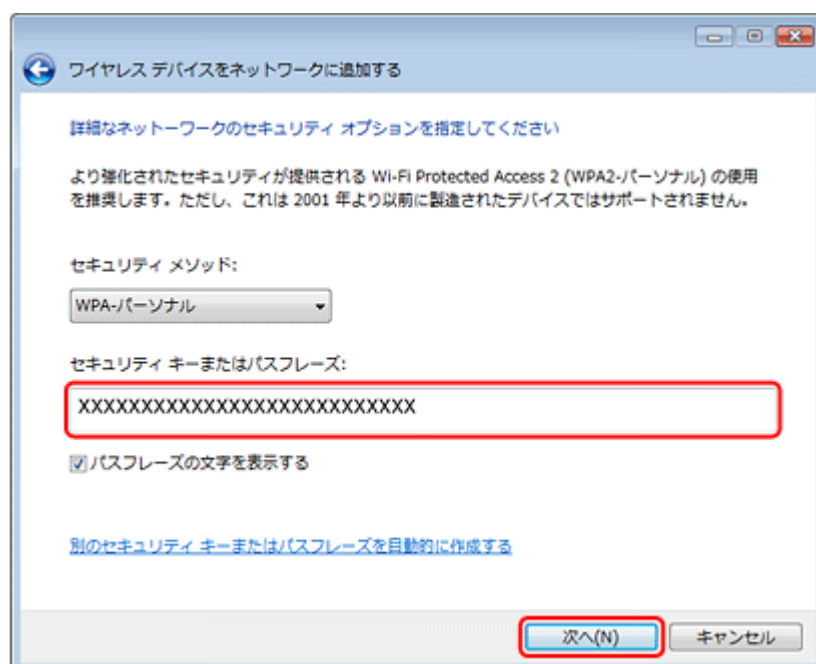 ワイヤレス デバイスをネットワークに追加する
詳細なネットーワークのセキュリティ オプションを指定してください
より強化されたセキュリティが提供される Wi-Fi Protected Access 2 (WPA2-パーソナル) の使用
を推奨します。ただし、これは 2001 年より以前に製造されたデバイスではサポートされません。
セキュリティ メソッド:
WPA-パーソナル
セキュリティ キーまたはパスフレーズ:
XXXXXXXXXXXXXXXXXXXXXXXXXXX
パスフレーズの文字を表示する
別のセキュリティ キーまたはパスフレーズを自動的に作成する
次へ(N)
キャンセル